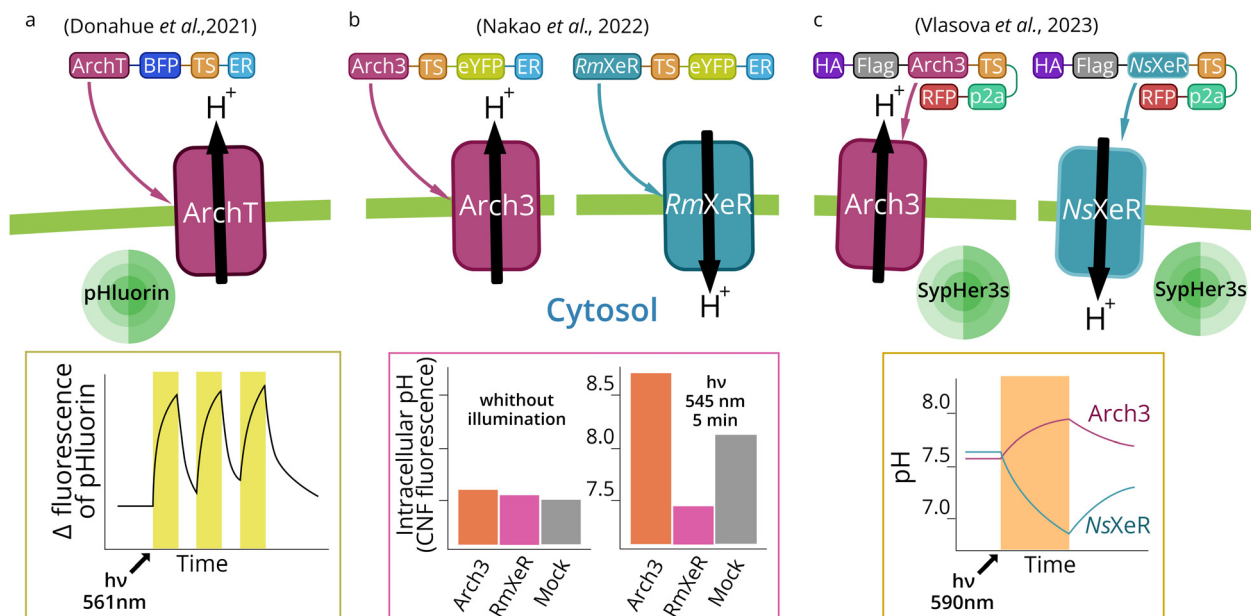 a
(Donahue et al.,2021)
ArchT BFP TS ER
H+
ArchT
pHluorin
Δ fluorescence
of pHluorin
Time
hν
561nm
b
(Nakao et al., 2022)
Arch3 TS eYFP ER
RmXeR TS eYFP ER
H+
Arch3
RmXeR
H+
Cytosol
Intracellular pH
(CNF fluorescence)
whithout
illumination
8.5
8.0
7.5
hν
545 nm
5 min
Arch3
RmXeR
Mock
Arch3
RmXeR
Mock
c
(Vlasova et al., 2023)
HA Flag Arch3 TS
RFP p2a
HA Flag NsXeR TS
RFP p2a
H+
Arch3
SypHer3s
NsXeR
H+
SypHer3s
pH
8.0
7.5
7.0
Arch3
NsXeR
Time
hν
590nm